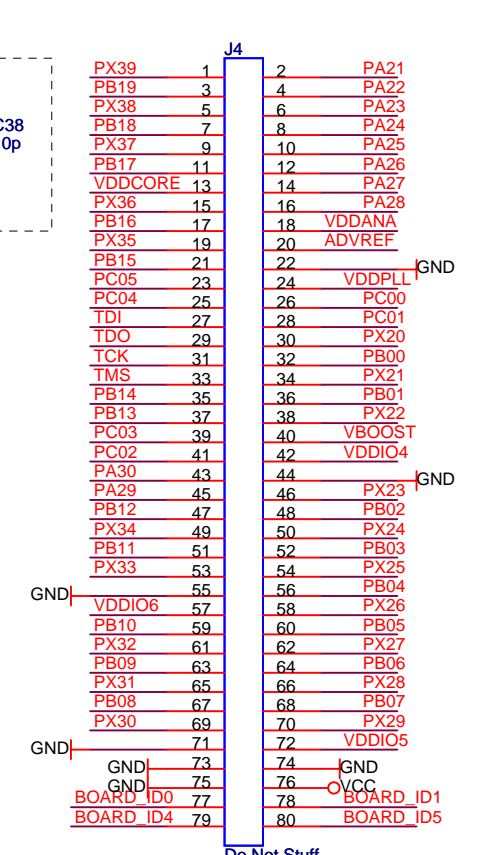 J4
PX39 1 2 PA21
PB19 3 4 PA22
PX38 5 6 PA23
C38
PB18 7 8 PA24
0p
PX37 9 10 PA25
PB17 11 12 PA26
VDDCORE 13 14 PA27
PX36 15 16 PA28
PB16 17 18 VDDANA
PX35 19 20 ADVREF
PB15 21 22 GND
PC05 23 24 VDDPLL
PC04 25 26 PC00
TDI 27 28 PC01
TDO 29 30 PX20
TCK 31 32 PB00
TMS 33 34 PX21
PB14 35 36 PB01
PB13 37 38 PX22
PC03 39 40 VBOOST
PC02 41 42 VDDIO4
PA30 43 44 GND
PA29 45 46 PX23
PB12 47 48 PB02
PX34 49 50 PX24
PB11 51 52 PB03
PX33 53 54 PX25
GND 55 56 PB04
VDDIO6 57 58 PX26
PB10 59 60 PB05
PX32 61 62 PX27
PB09 63 64 PB06
PX31 65 66 PX28
PB08 67 68 PB07
PX30 69 70 PX29
GND 71 72 VDDIO5
GND 73 74 GND
GND 75 76 VCC
BOARD_ID0 77 78 BOARD_ID1
BOARD_ID4 79 80 BOARD_ID5
Do Not Stuff